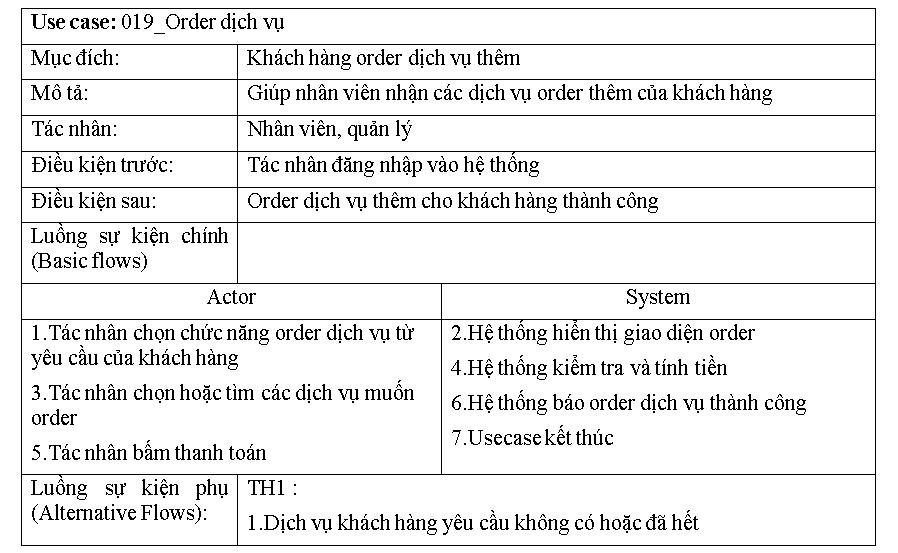 Use case: 019_Order dịch vụ
Mục đích:
Khách hàng order dịch vụ thêm
Mô tả:
Giúp nhân viên nhận các dịch vụ order thêm của khách hàng
Tác nhân:
Nhân viên, quản lý
Điều kiện trước:
Tác nhân đăng nhập vào hệ thống
Điều kiện sau:
Order dịch vụ thêm cho khách hàng thành công
Luồng sự kiện chính
(Basic flows)
Actor
System
1.Tác nhân chọn chức năng order dịch vụ từ
yêu cầu của khách hàng
3.Tác nhân chọn hoặc tìm các dịch vụ muốn
order
5.Tác nhân bấm thanh toán
2.Hệ thống hiển thị giao diện order
4.Hệ thống kiểm tra và tính tiền
6.Hệ thống báo order dịch vụ thành công
7.Usecase kết thúc
Luồng sự kiện phụ
(Alternative Flows):
TH1 :
1.Dịch vụ khách hàng yêu cầu không có hoặc đã hết